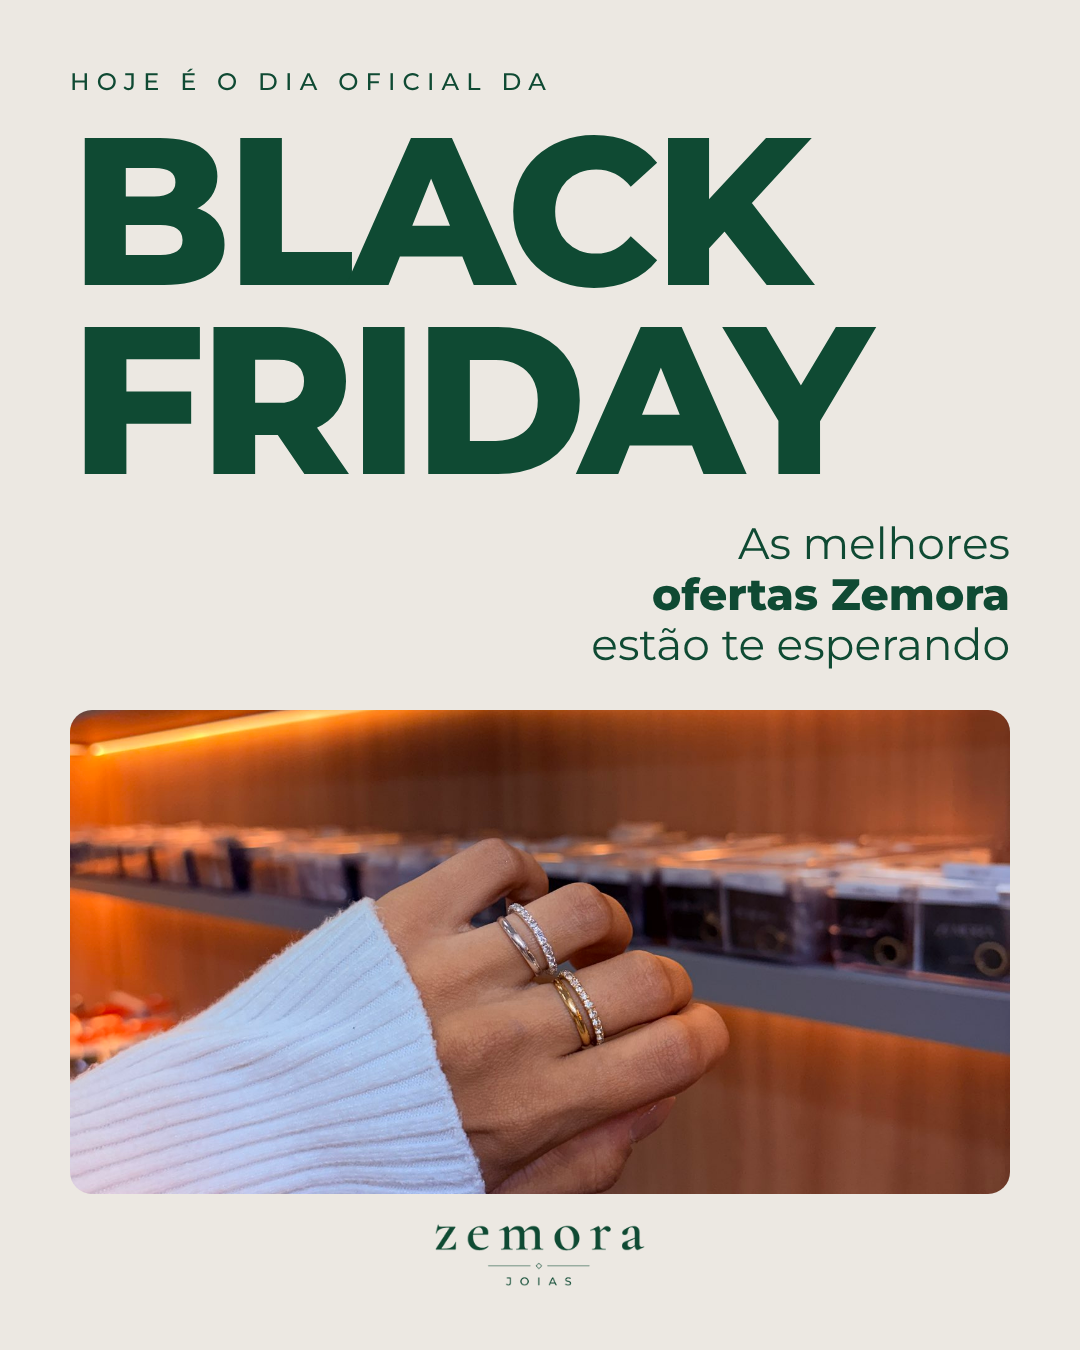 HOJE É O DIA OFICIAL DA
BLACK
FRIDAY
As melhores
ofertas Zemora
estão te esperando
zemora
JOIAS